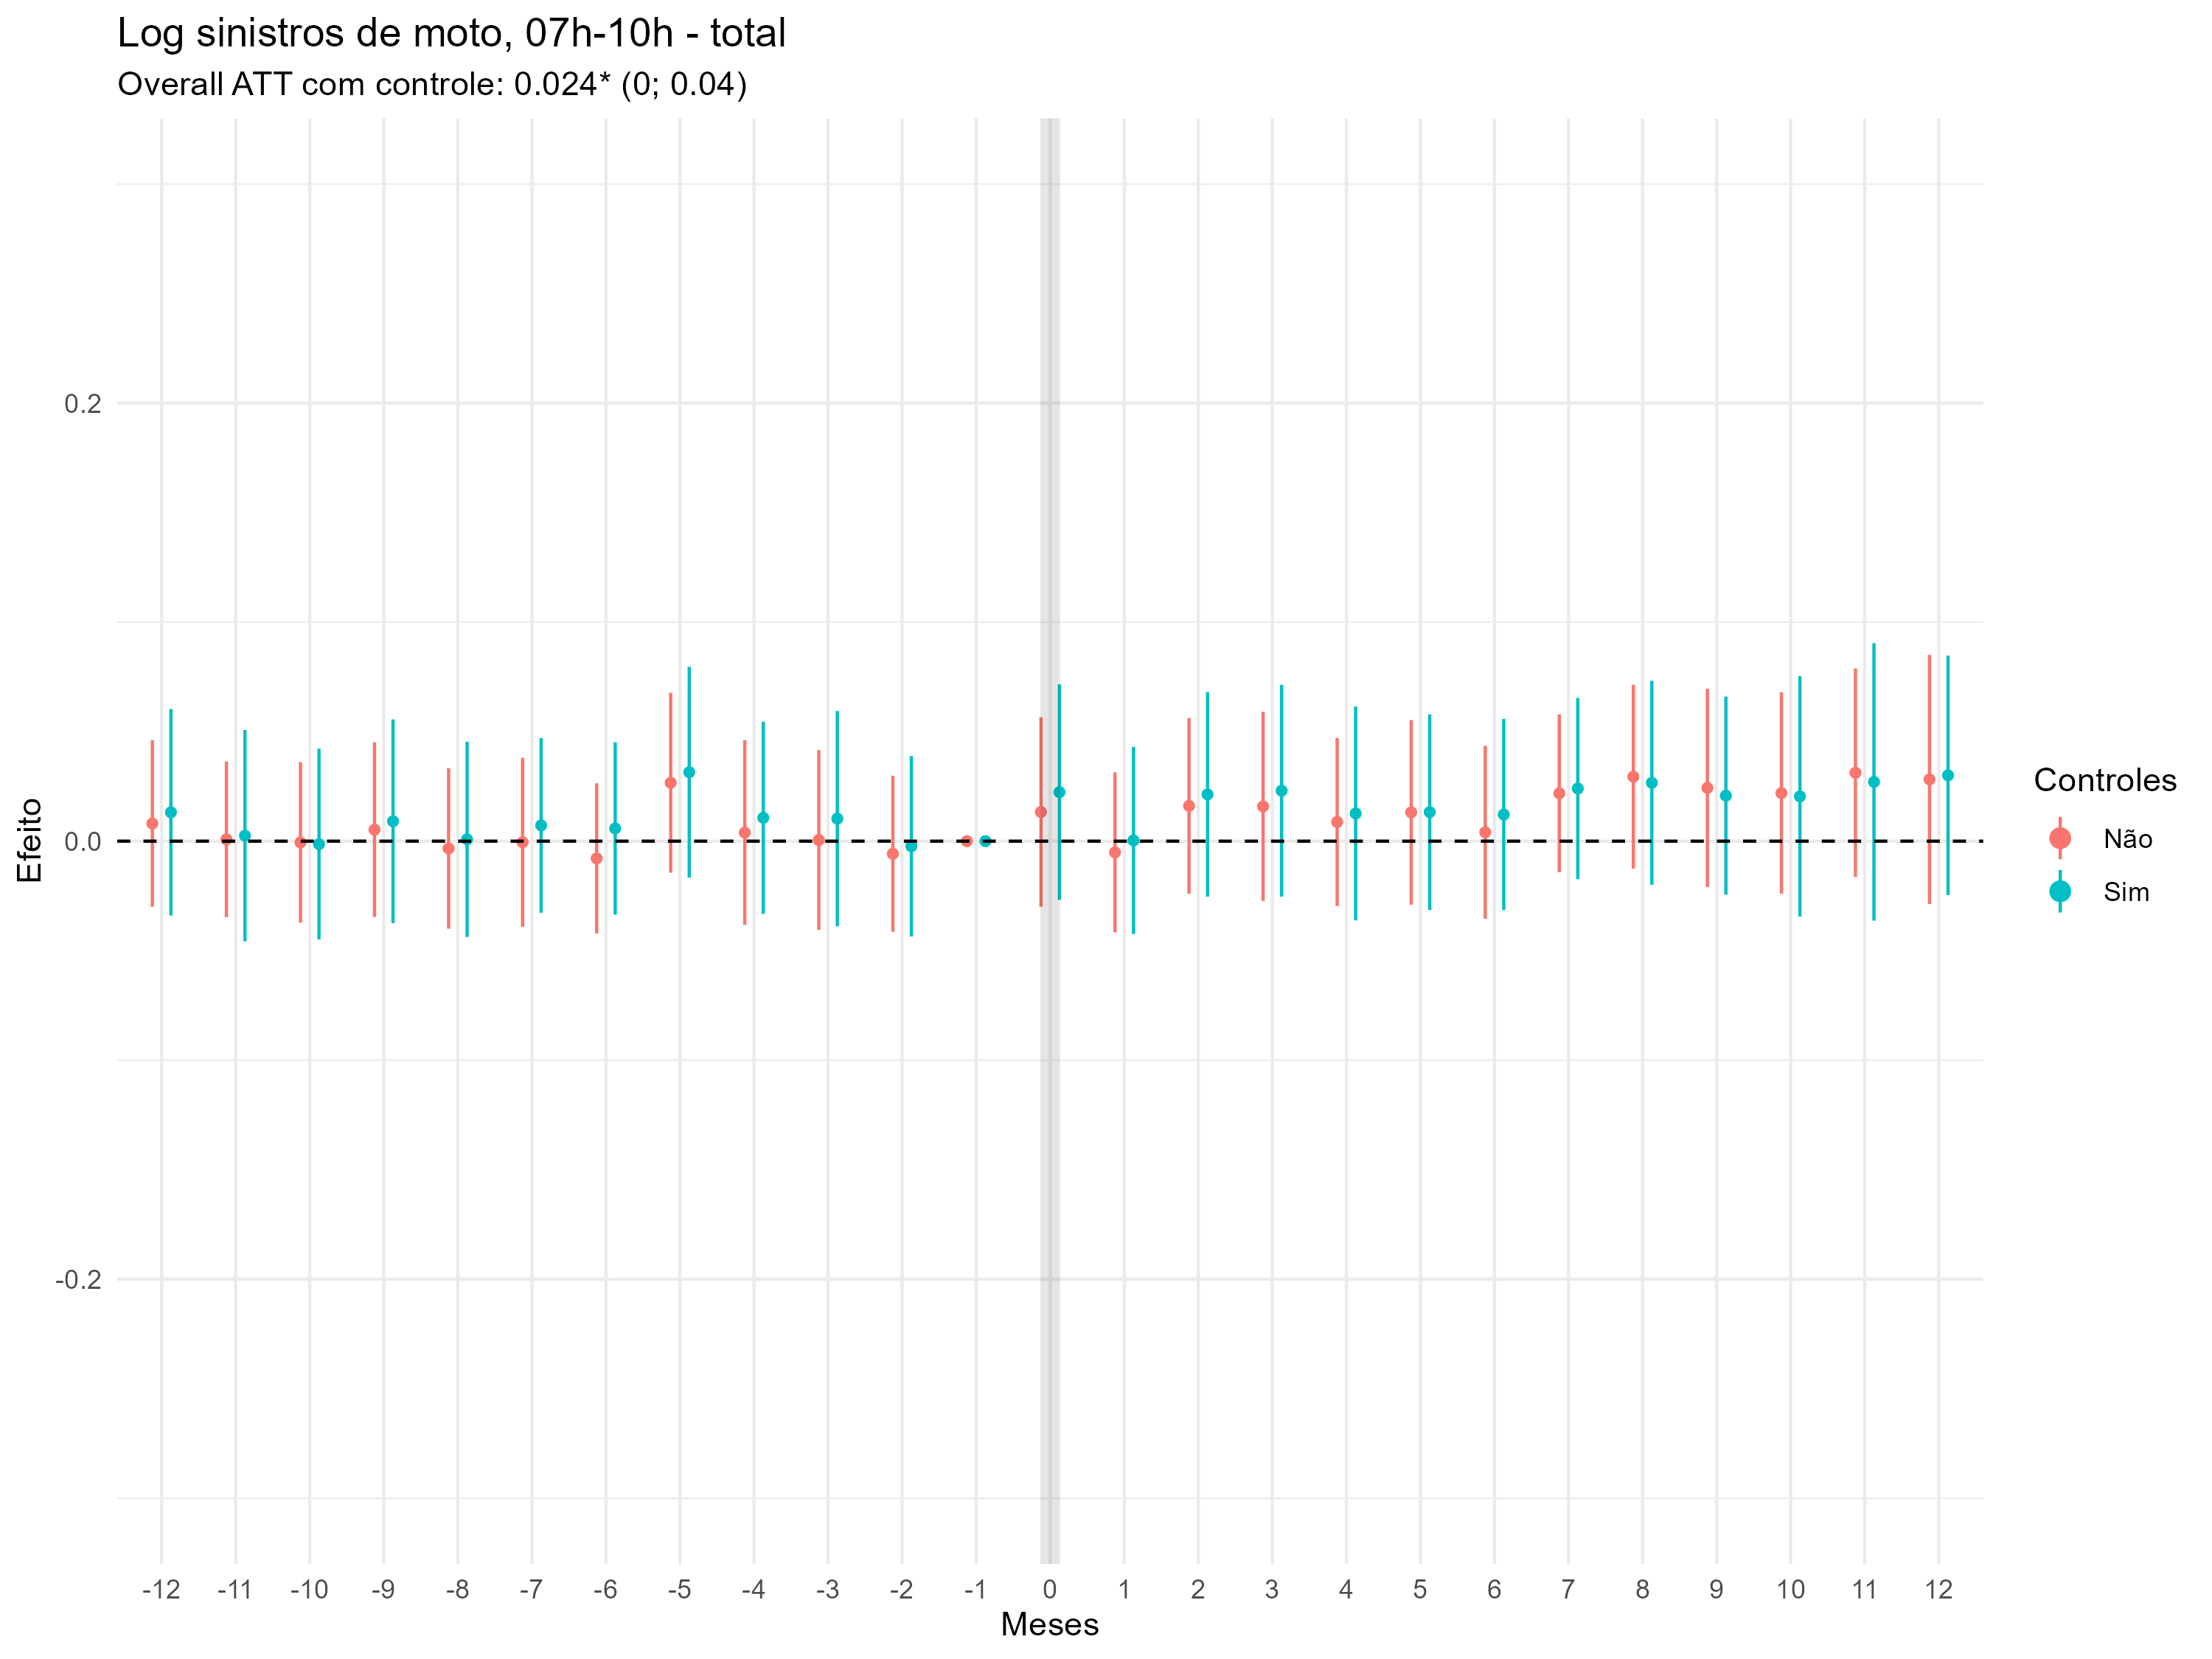 Log sinistros de moto, 07h-10h - total
Overall ATT com controle: 0.024* (0; 0.04)
Efeito
0.2
0.0
-0.2
-12 -11 -10 -9 -8 -7 -6 -5 -4 -3 -2 -1 0 1 2 3 4 5 6 7 8 9 10 11 12
Meses
Controles
Não
Sim